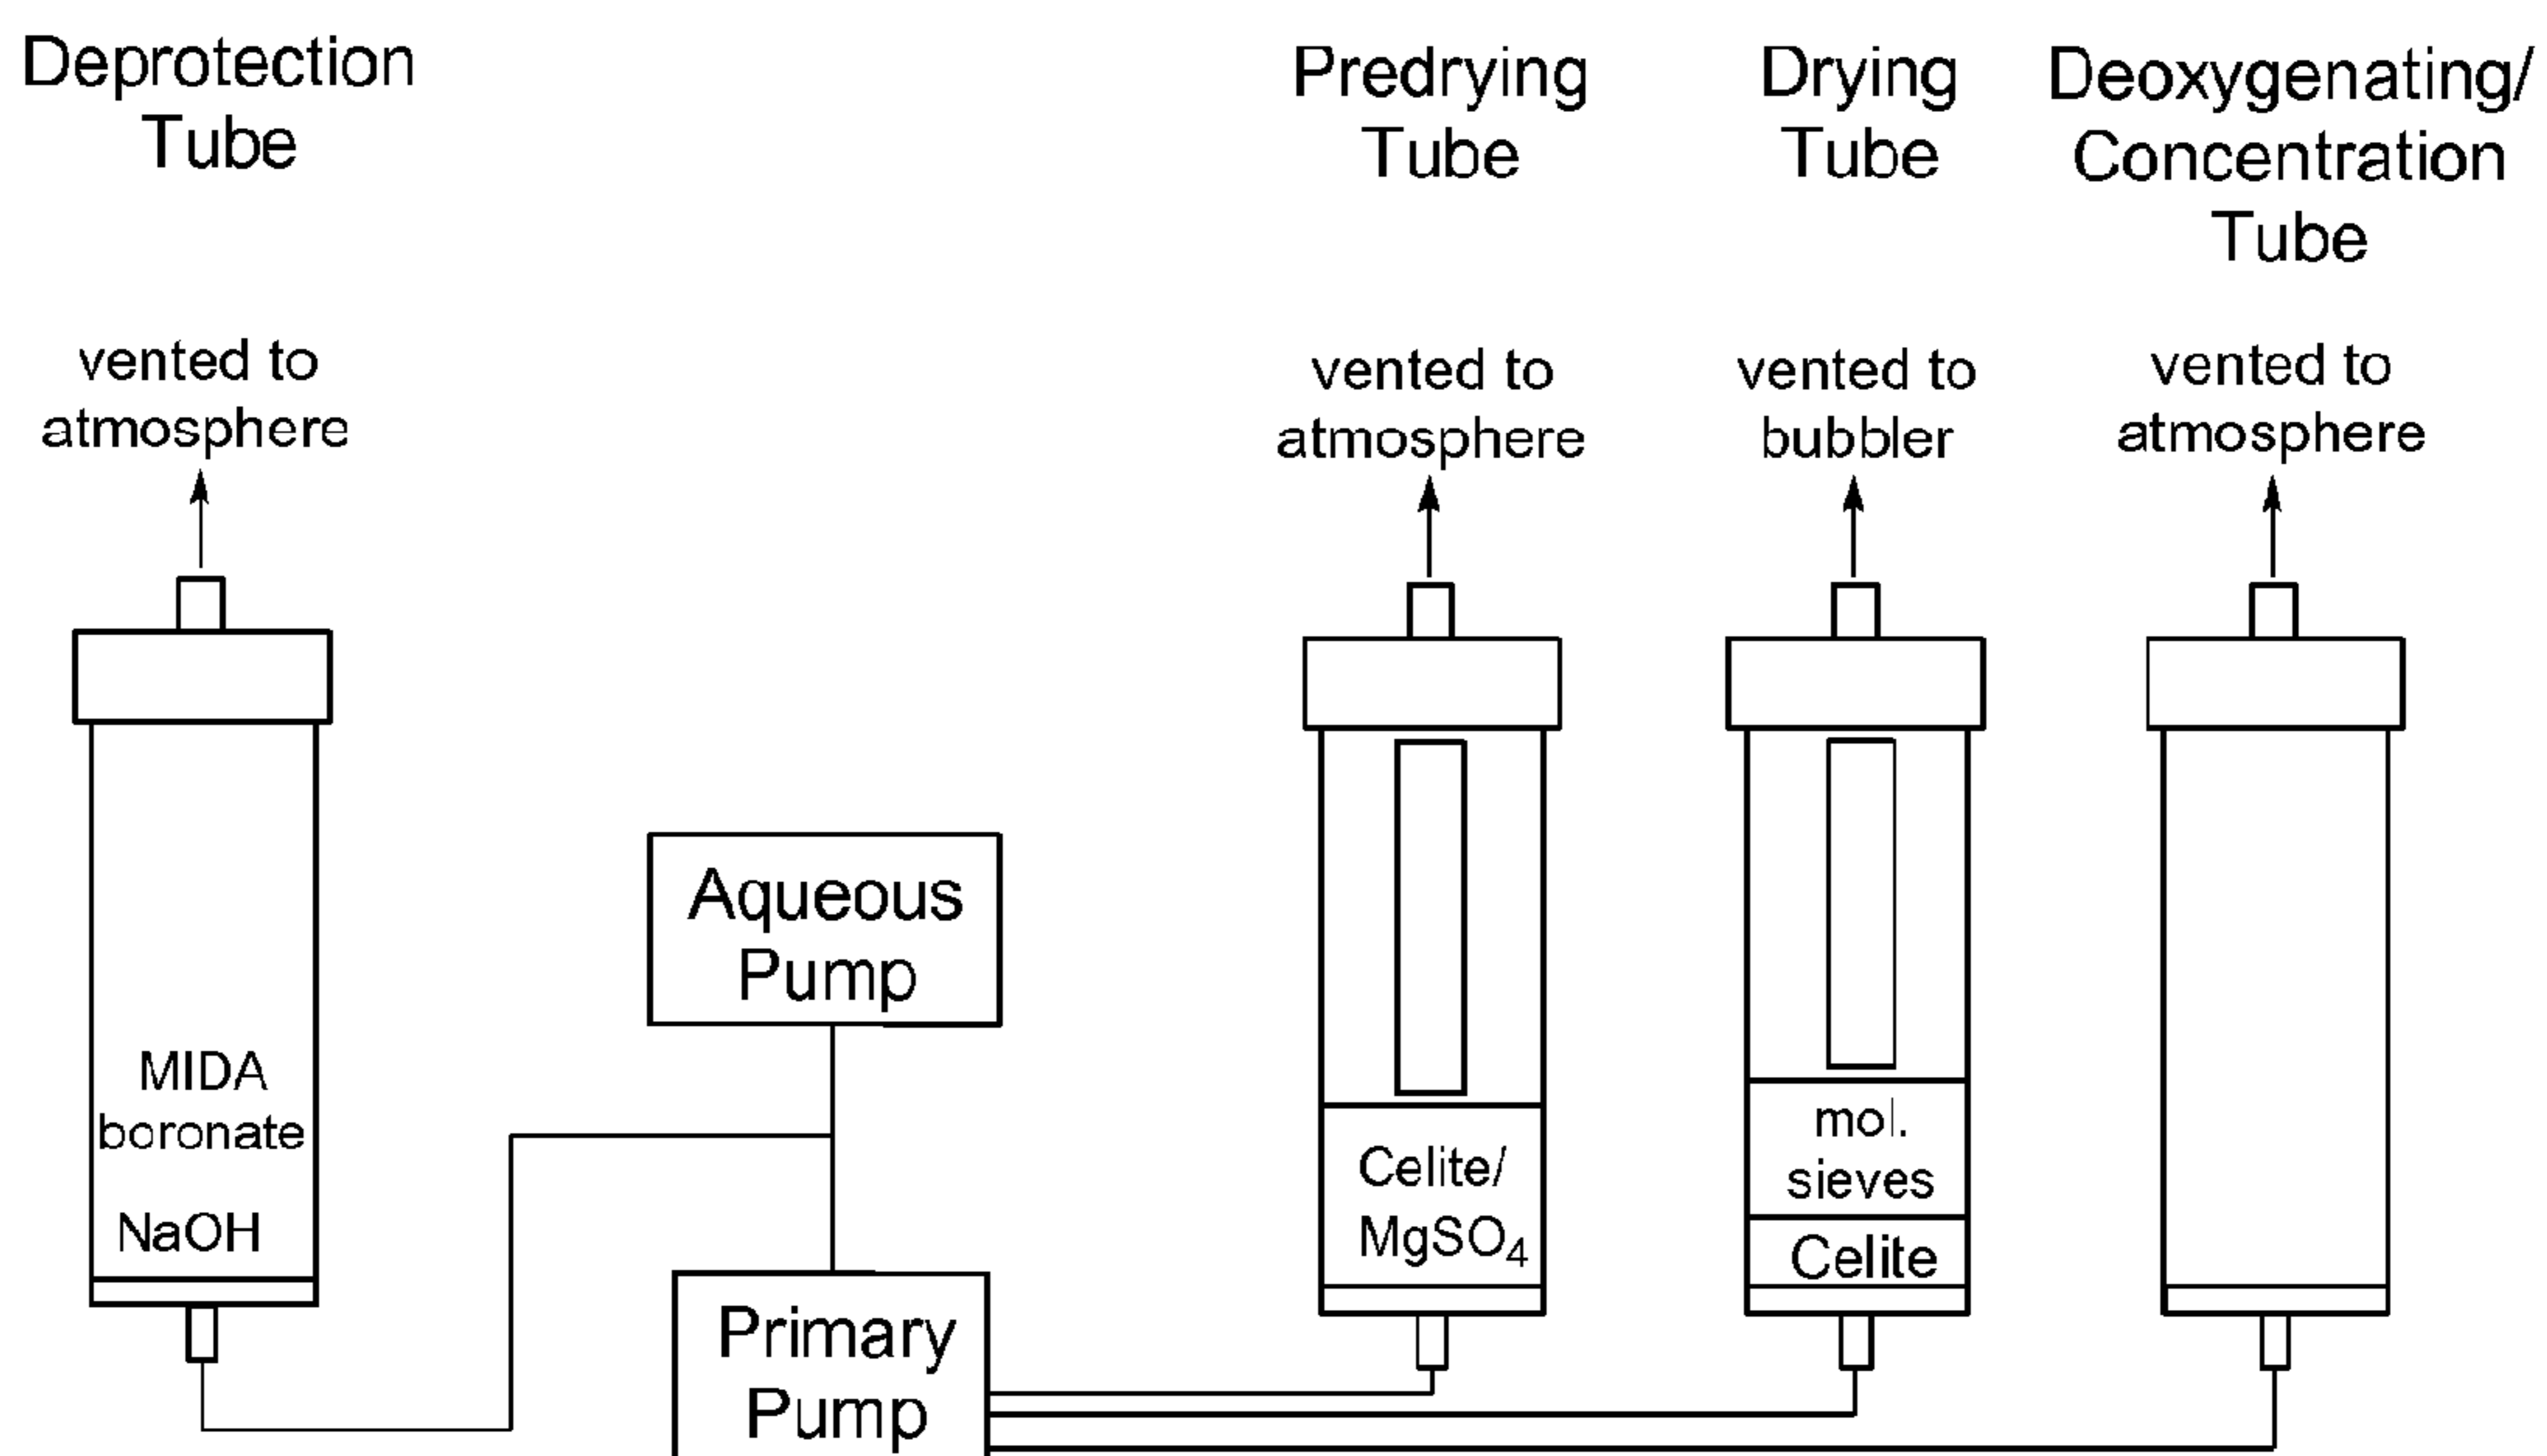 Deprotection
Tube
Predrying
Tube
Drying
Tube
Deoxygenating/
Concentration
Tube
vented to
atmosphere
vented to
atmosphere
vented to
bubbler
vented to
atmosphere
MIDA
boronate
NaOH
Aqueous
Pump
Primary
Pump
Celite/
MgSO₄
mol.
sieves
Celite